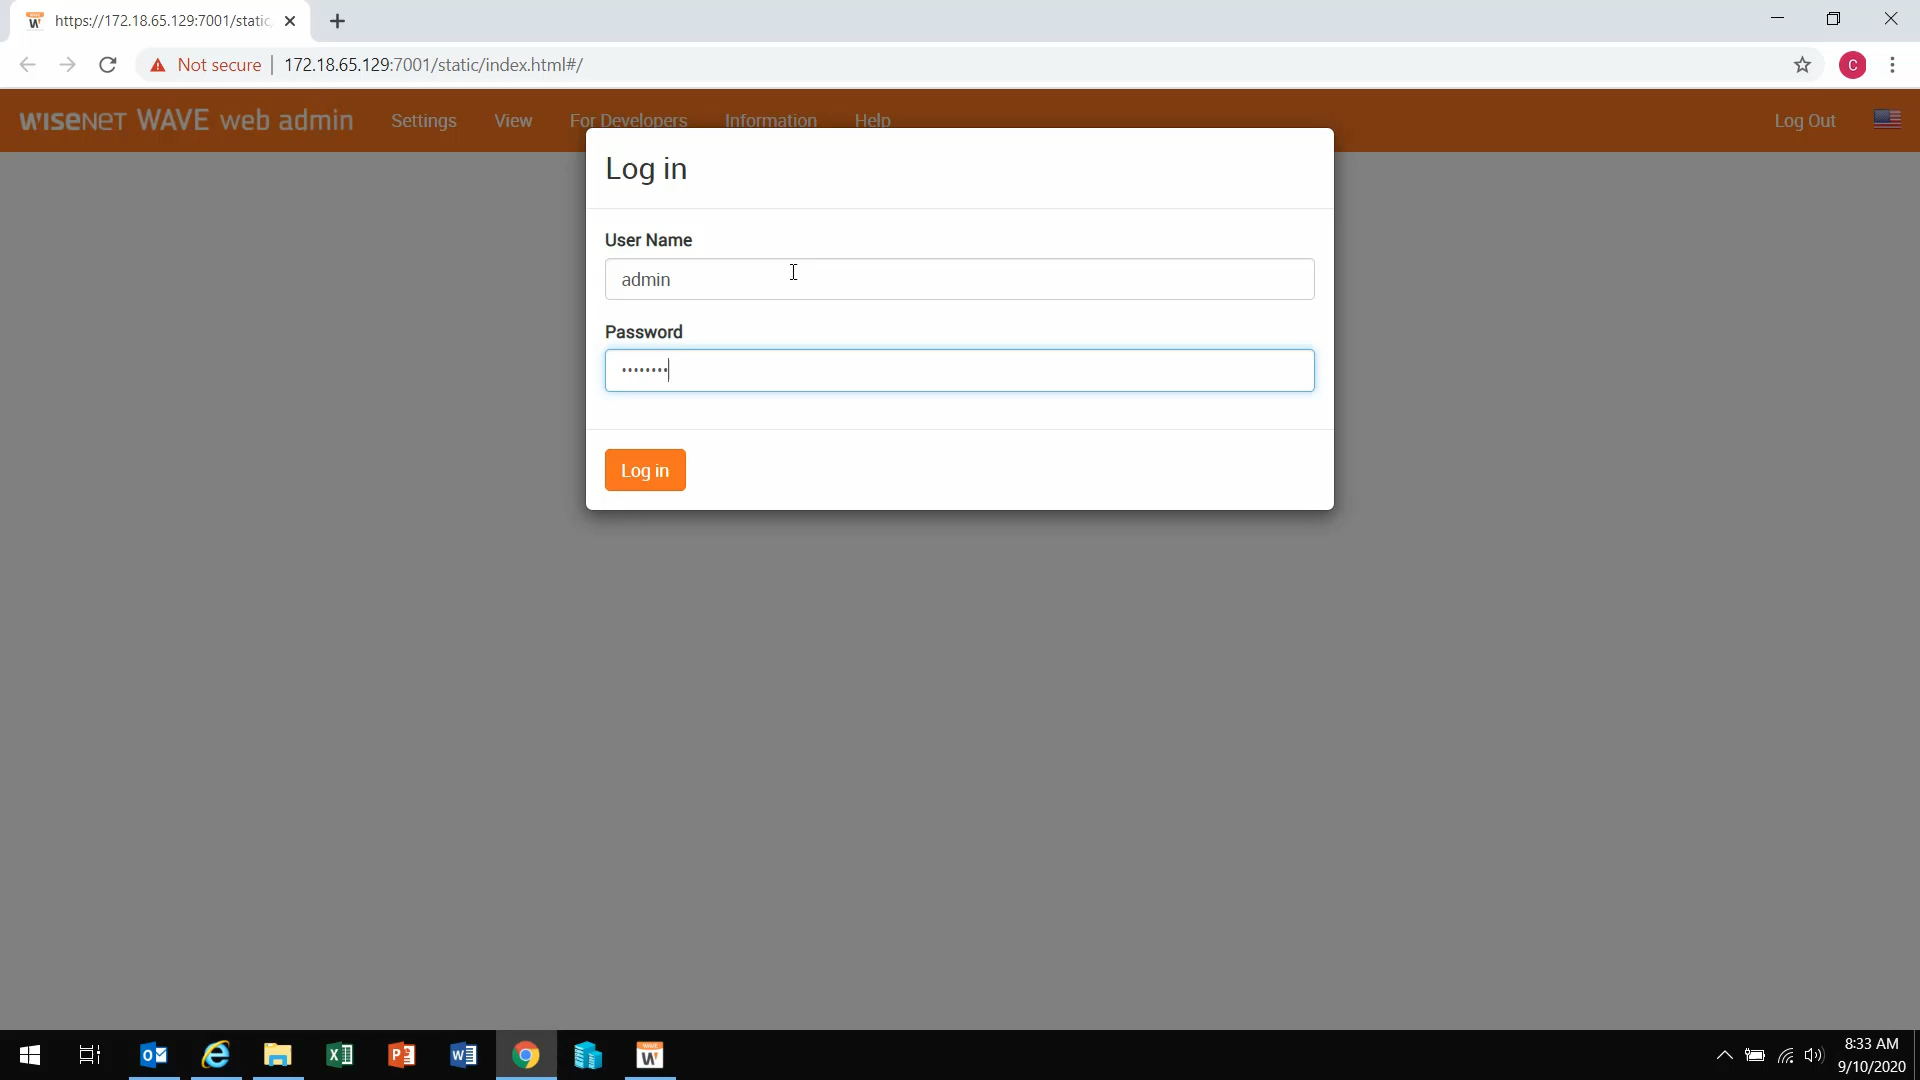 https://172.18.65.129:7001/static
Not secure 172.18.65.129:7001/static/index.html#/
C
WISENET WAVE web admin Settings View For Developers Information Help Log Out
Log in
User Name
admin
Password
••••••••
Log in
8:33 AM
9/10/2020